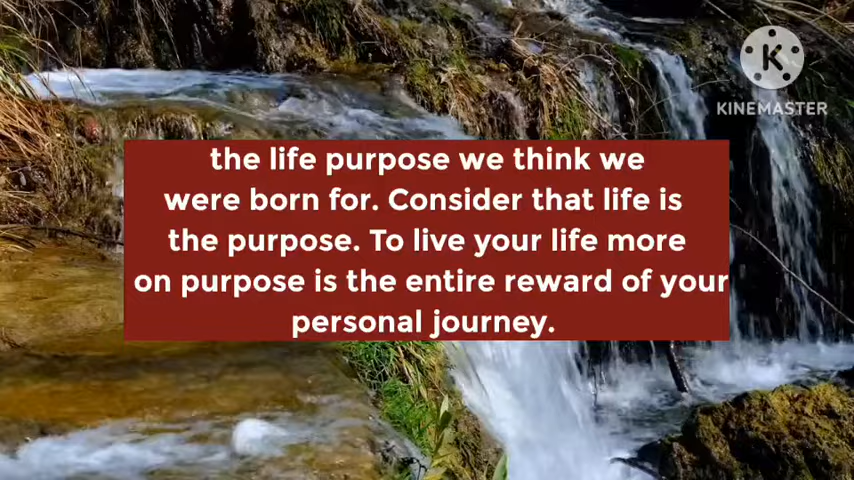 K
KINEMASTER
the life purpose we think we
were born for. Consider that life is
the purpose. To live your life more
on purpose is the entire reward of your
personal journey.